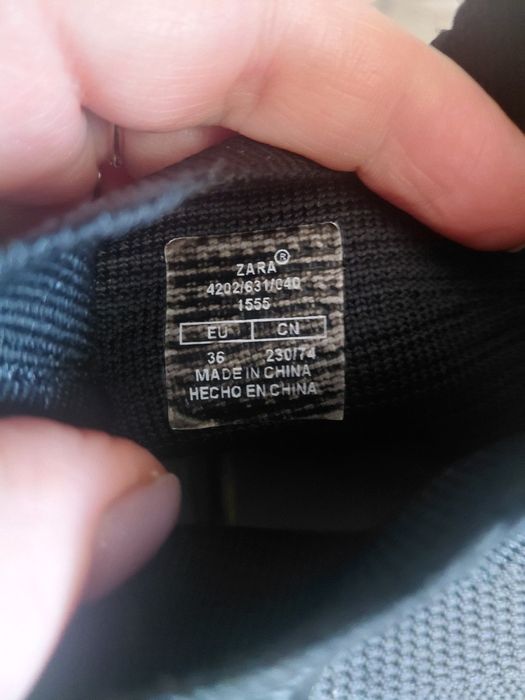 ZARA®
4202/631/040
1555
EU CN
36 230/74
MADE IN CHINA
HECHO EN CHINA